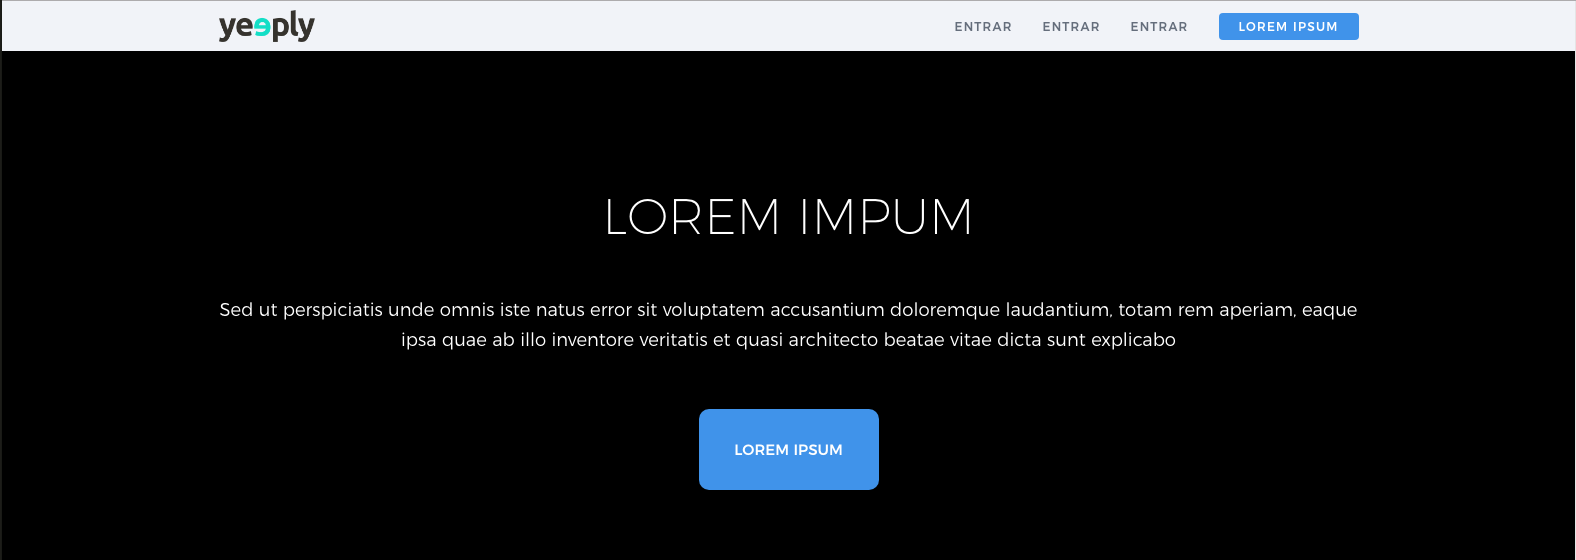 yeeply
ENTRAR ENTRAR ENTRAR LOREM IPSUM
LOREM IMPUM
Sed ut perspiciatis unde omnis iste natus error sit voluptatem accusantium doloremque laudantium, totam rem aperiam, eaque
ipsa quae ab illo inventore veritatis et quasi architecto beatae vitae dicta sunt explicabo
LOREM IPSUM